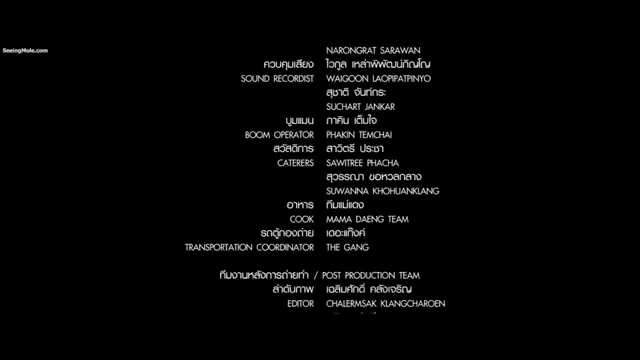 SeeingMole.com
NARONGRAT SARAWAN
ควบคุมเสียง ไวกูล เหล่าพิพัฒน์ภิญโญ
SOUND RECORDIST WAIGOON LAOPIPATPINYO
สุชาติ จันท์กระ
SUCHART JANKAR
บูมแมน ภาคิน เต็มใจ
BOOM OPERATOR PHAKIN TEMCHAI
สวัสดิการ สาวิตรี ประชา
CATERERS SAWITREE PHACHA
สุวรรณา ขอหวลกลาง
SUWANNA KHOHUANKLANG
อาหาร ทีมแม่แดง
COOK MAMA DAENG TEAM
รถตู้กองถ่าย เดอะแก๊งค์
TRANSPORTATION COORDINATOR THE GANG
ทีมงานหลังการถ่ายทำ / POST PRODUCTION TEAM
ลำดับภาพ เฉลิมศักดิ์ คลังเจริญ
EDITOR CHALERMSAK KLANGCHAROEN